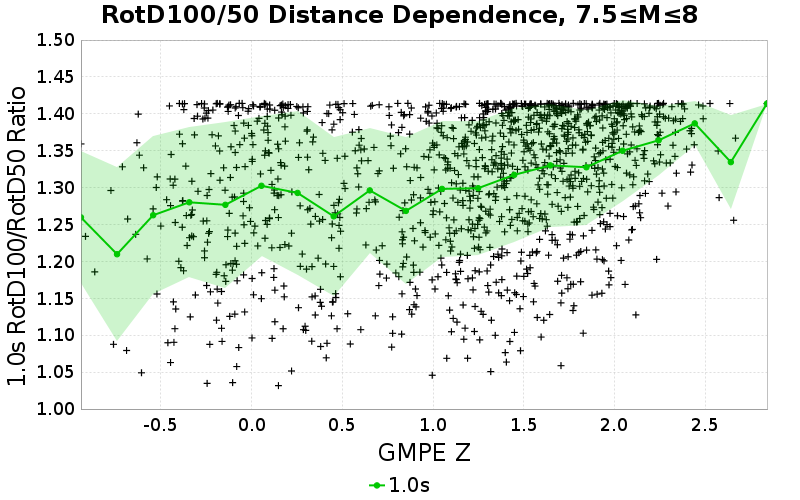 RotD100/50 Distance Dependence, 7.5≤M≤8
1.0s RotD100/RotD50 Ratio
1.50
1.45
1.40
1.35
1.30
1.25
1.20
1.15
1.10
1.05
1.00
-0.5 0.0 0.5 1.0 1.5 2.0 2.5
GMPE Z
1.0s